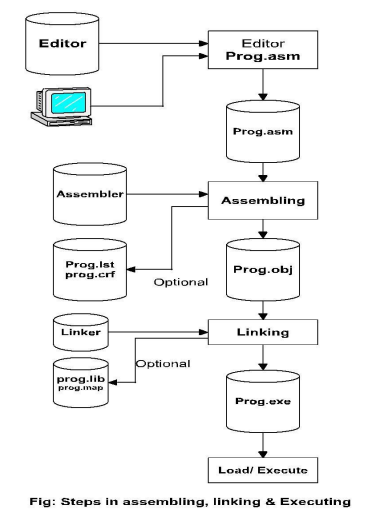 Editor
Editor
Prog.asm
Prog.asm
Assembler
Assembling
Prog.lst
prog.crf
Optional
Prog.obj
Linker
Linking
Optional
prog.lib
prog.map
Prog.exe
Load/ Execute
Fig: Steps in assembling, linking & Executing